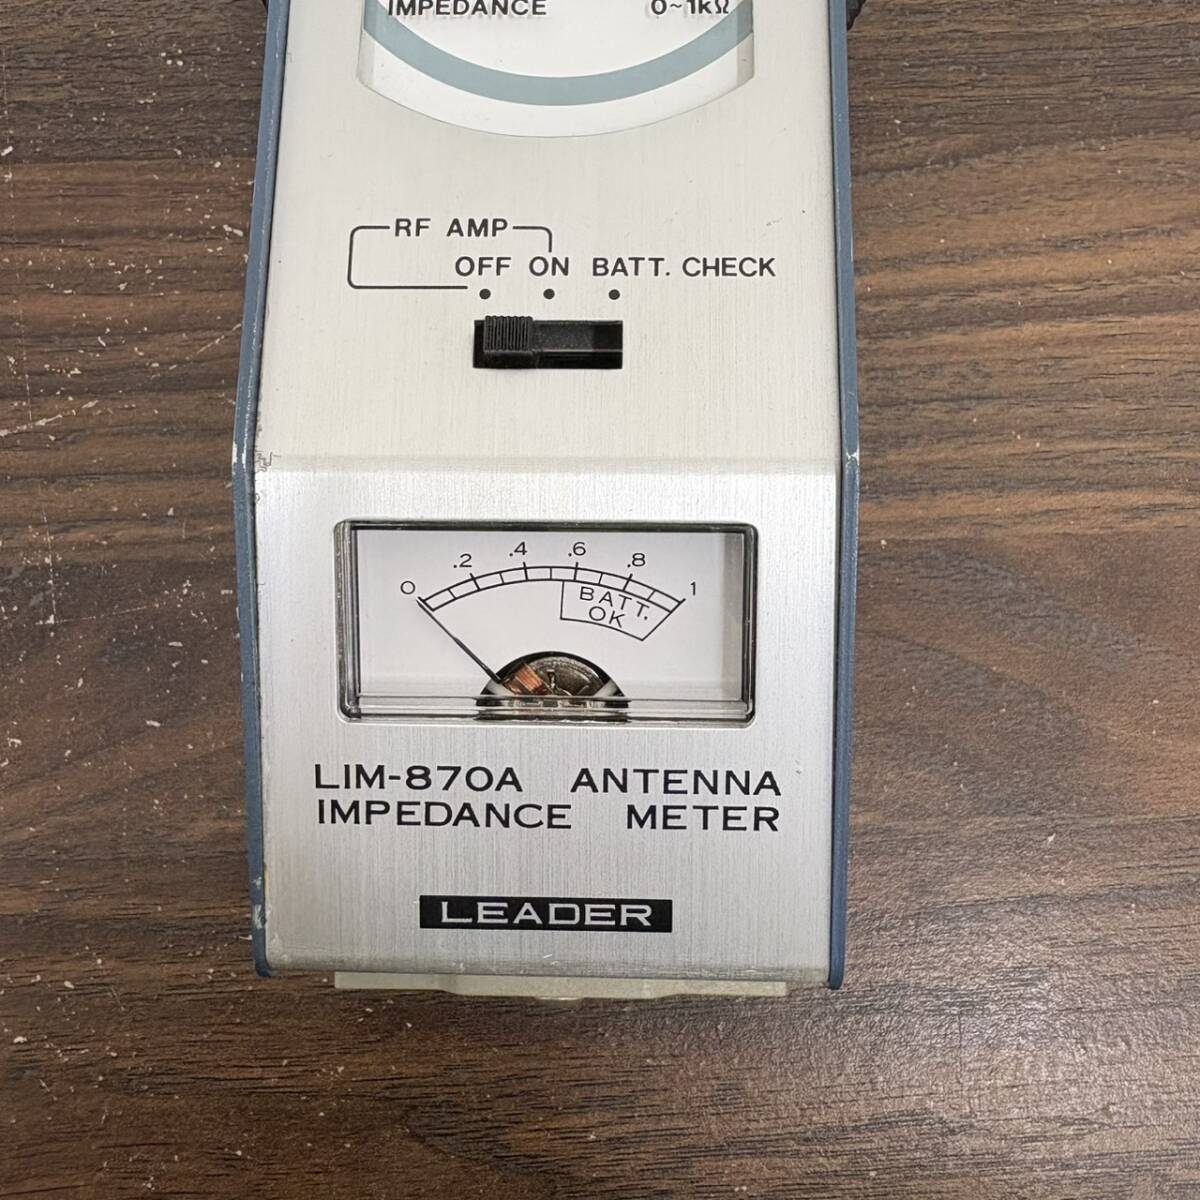 IMPEDANCE 0~1kΩ
RF AMP
OFF ON BATT. CHECK
0 .2 .4 .6 .8 1
BATT.
OK
LIM-870A ANTENNA
IMPEDANCE METER
LEADER